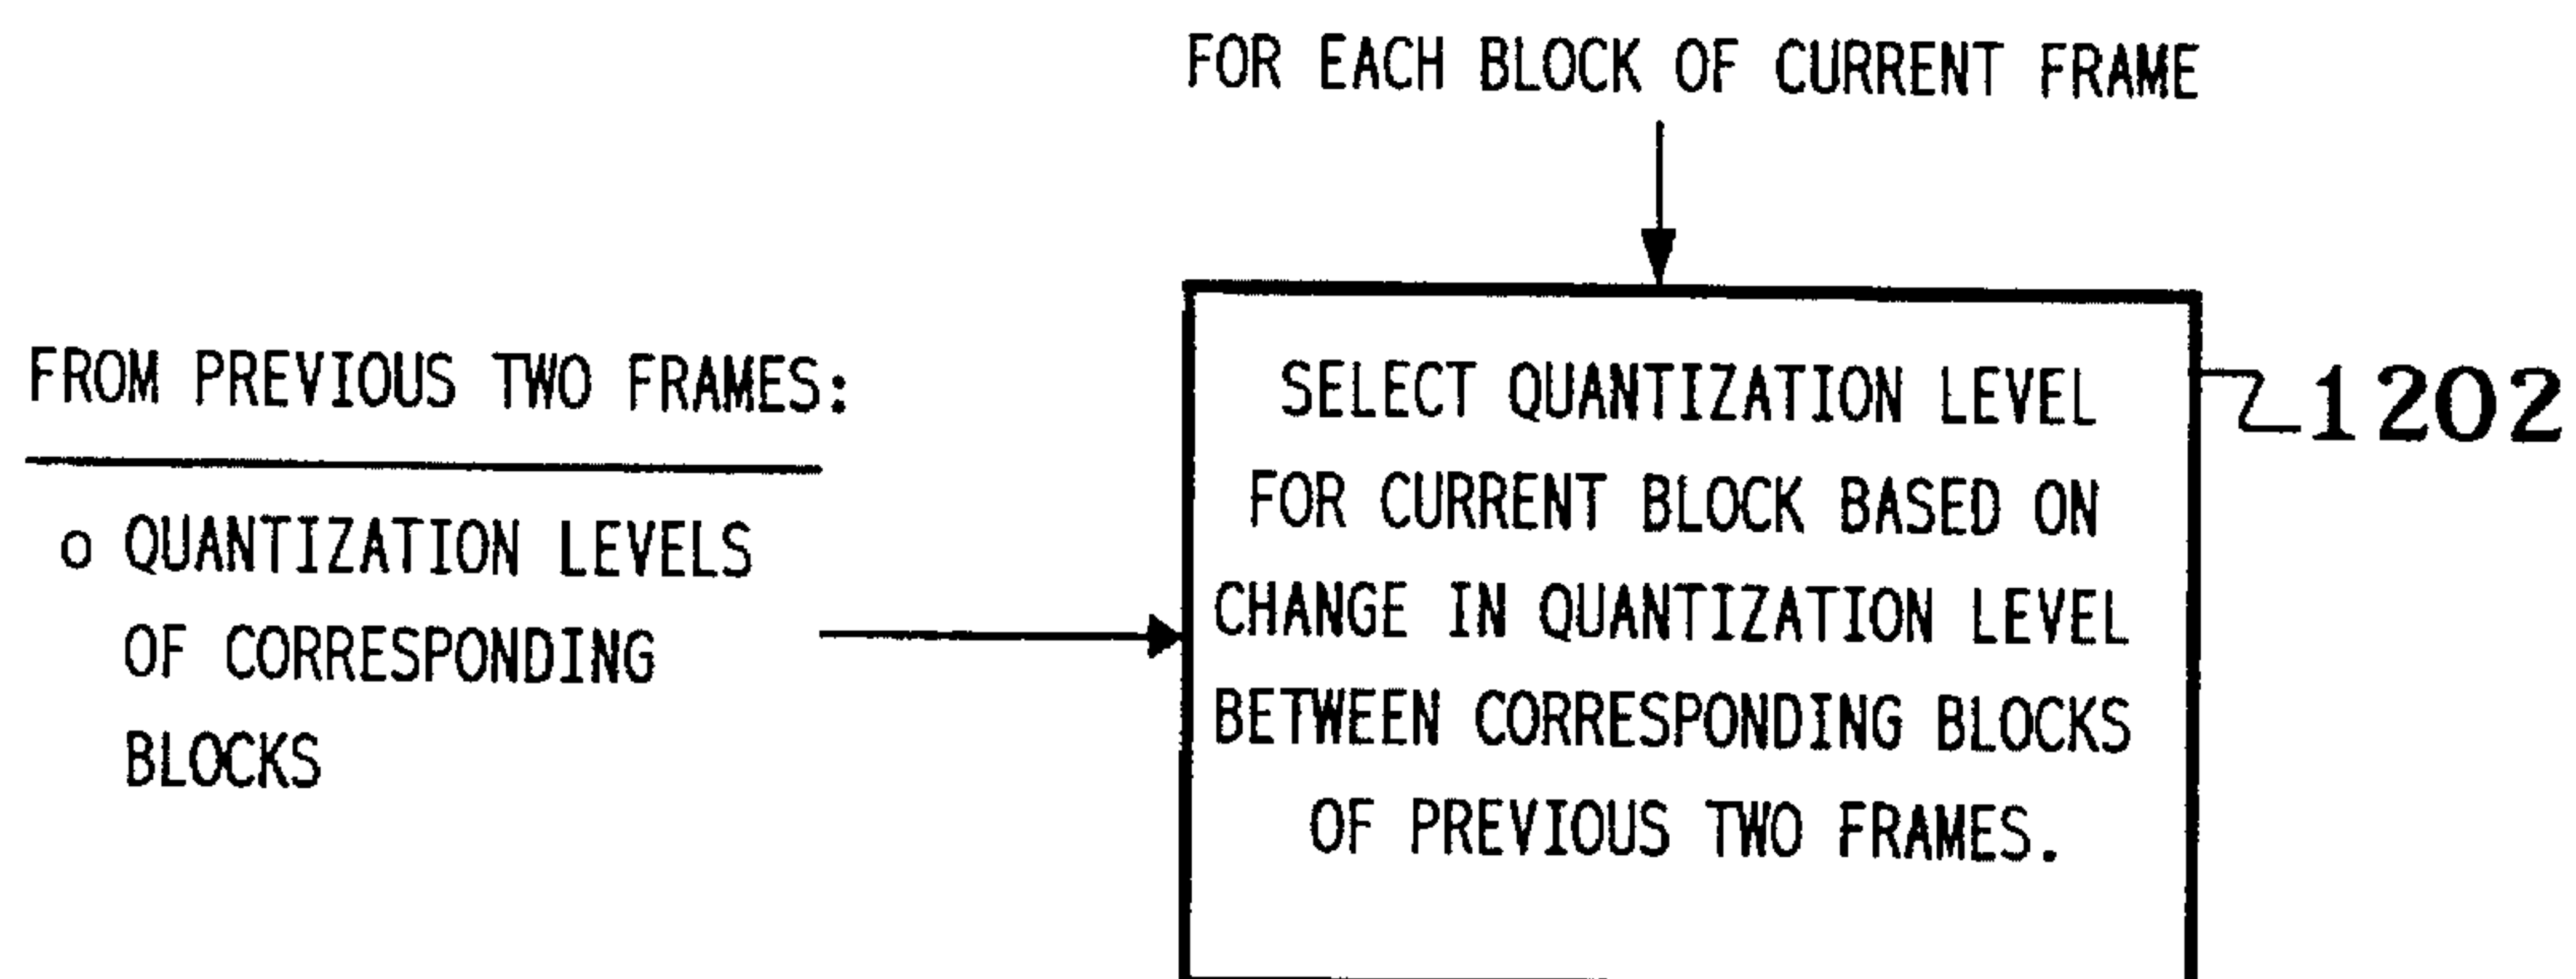 FOR EACH BLOCK OF CURRENT FRAME
FROM PREVIOUS TWO FRAMES:
o QUANTIZATION LEVELS
OF CORRESPONDING
BLOCKS
SELECT QUANTIZATION LEVEL
FOR CURRENT BLOCK BASED ON
CHANGE IN QUANTIZATION LEVEL
BETWEEN CORRESPONDING BLOCKS
OF PREVIOUS TWO FRAMES.
1202